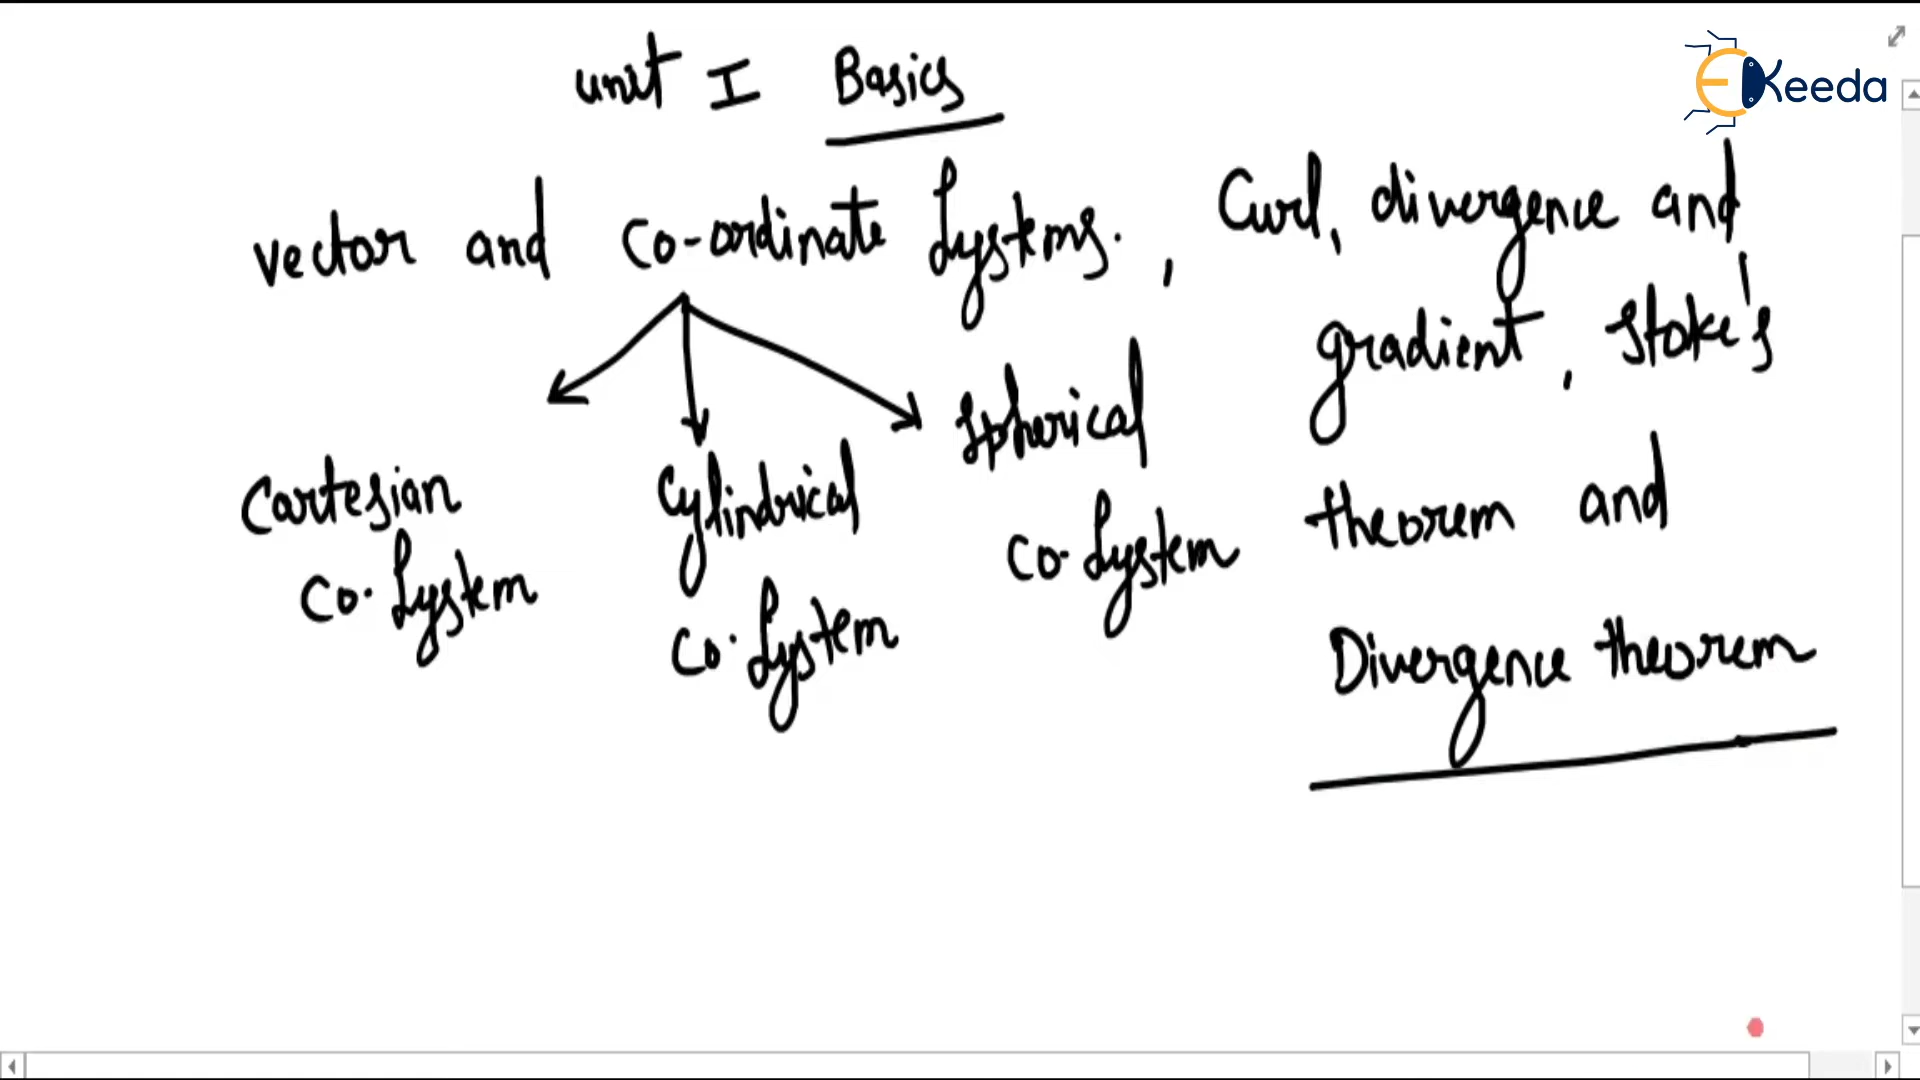 unit I Basics
EKeeda
vector and co-ordinate systems. ,
Cartesian
co. system
Cylindrical
co. system
spherical
co. system
Curl, divergence and
gradient, stoke's
theorem and
Divergence theorem